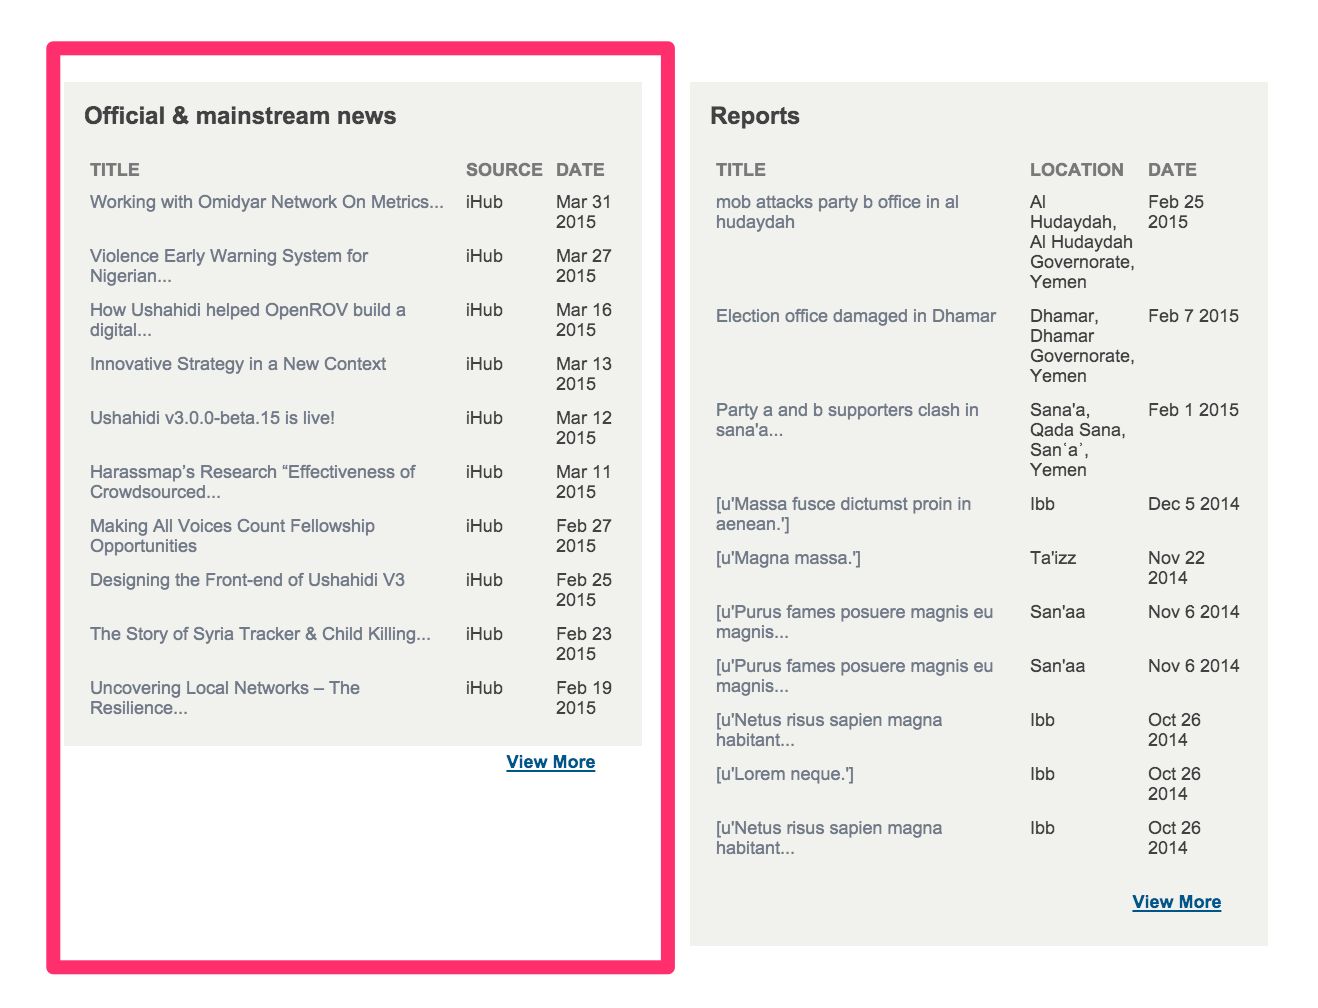 Official & mainstream news
TITLE SOURCE DATE
Working with Omidyar Network On Metrics... iHub Mar 31
2015
Violence Early Warning System for iHub Mar 27
Nigerian... 2015
How Ushahidi helped OpenROV build a iHub Mar 16
digital... 2015
Innovative Strategy in a New Context iHub Mar 13
2015
Ushahidi v3.0.0-beta.15 is live! iHub Mar 12
2015
Harassmap’s Research “Effectiveness of iHub Mar 11
Crowdsourced... 2015
Making All Voices Count Fellowship iHub Feb 27
Opportunities 2015
Designing the Front-end of Ushahidi V3 iHub Feb 25
2015
The Story of Syria Tracker & Child Killing... iHub Feb 23
2015
Uncovering Local Networks – The iHub Feb 19
Resilience... 2015
View More
Reports
TITLE LOCATION DATE
mob attacks party b office in al Al Feb 25
hudaydah Hudaydah, 2015
Al Hudaydah
Governorate,
Yemen
Election office damaged in Dhamar Dhamar, Feb 7 2015
Dhamar
Governorate,
Yemen
Party a and b supporters clash in Sana'a, Feb 1 2015
sana'a... Qada Sana,
Sanʿaʾ,
Yemen
[u'Massa fusce dictumst proin in Ibb Dec 5 2014
aenean.']
[u'Magna massa.'] Ta'izz Nov 22
2014
[u'Purus fames posuere magnis eu San'aa Nov 6 2014
magnis...
[u'Purus fames posuere magnis eu San'aa Nov 6 2014
magnis...
[u'Netus risus sapien magna Ibb Oct 26
habitant... 2014
[u'Lorem neque.'] Ibb Oct 26
2014
[u'Netus risus sapien magna Ibb Oct 26
habitant... 2014
View More